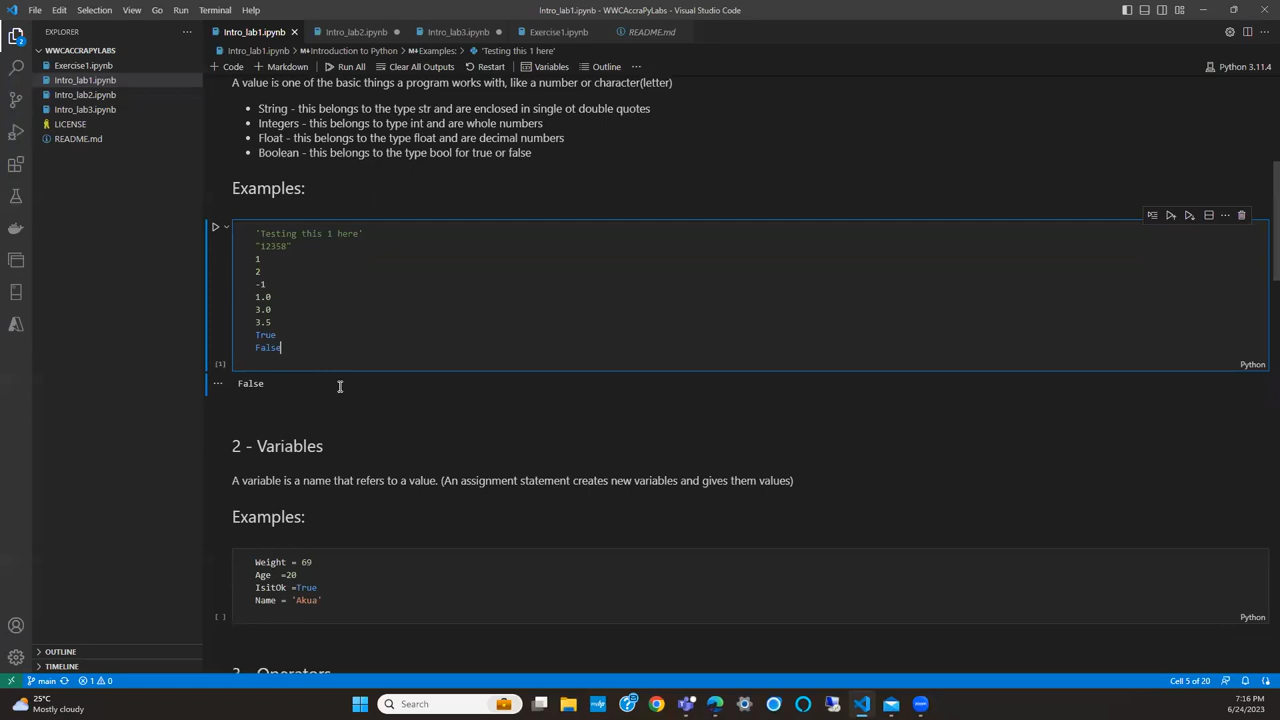 File Edit Selection View Go Run Terminal Help
Intro_lab1.ipynb - WWCAccraPyLabs - Visual Studio Code
EXPLORER
WWCACCRAPYLABS
Exercise1.ipynb
Intro_lab1.ipynb
Intro_lab2.ipynb
Intro_lab3.ipynb
LICENSE
README.md
OUTLINE
TIMELINE
Intro_lab1.ipynb Intro_lab2.ipynb Intro_lab3.ipynb Exercise1.ipynb README.md
Intro_lab1.ipynb > Introduction to Python > Examples: > 'Testing this 1 here'
+ Code + Markdown Run All Clear All Outputs Restart Variables Outline ...
Python 3.11.4
A value is one of the basic things a program works with, like a number or character(letter)
• String - this belongs to the type str and are enclosed in single ot double quotes
• Integers - this belongs to type int and are whole numbers
• Float - this belongs to the type float and are decimal numbers
• Boolean - this belongs to the type bool for true or false
Examples:
'Testing this 1 here'
"12358"
1
2
-1
1.0
3.0
3.5
True
False
[1]
Python
... False
2 - Variables
A variable is a name that refers to a value. (An assignment statement creates new variables and gives them values)
Examples:
Weight = 69
Age  =20
IsitOk =True
Name = 'Akua'
[ ]
Python
main 1 0
Cell 5 of 20
25°C
Mostly cloudy
Search
7:16 PM
6/24/2023